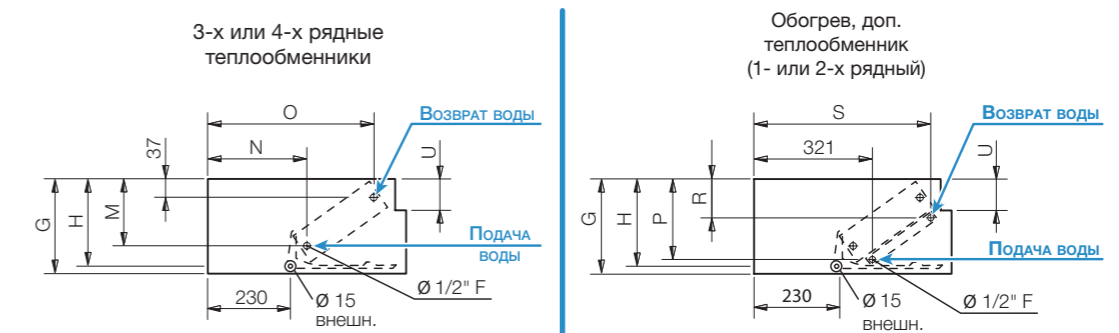 3-х или 4-х рядные
теплообменники
O
Возврат воды
N
37
U
G
H
M
Подача
воды
230
Ø 15
внешн.
Ø 1/2" F
Обогрев, доп.
теплообменник
(1- или 2-х рядный)
S
Возврат воды
321
U
R
G
H
P
Подача воды
230
Ø 15
внешн.
Ø 1/2" F